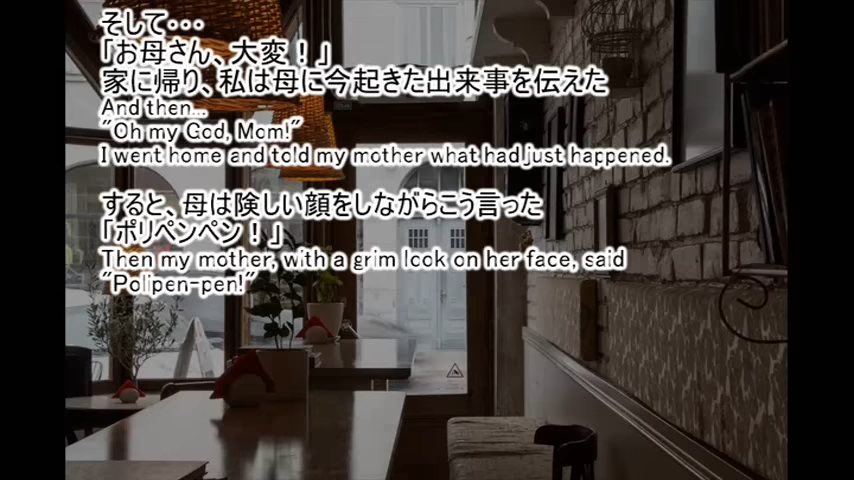 そして・・・
「お母さん、大変！」
家に帰り、私は母に今起きた出来事を伝えた
And then...
"Oh my God, Mom!"
I went home and told my mother what had just happened.
すると、母は険しい顔をしながらこう言った
「ポリペンペン！」
Then my mother, with a grim look on her face, said
"Polipen-pen!"